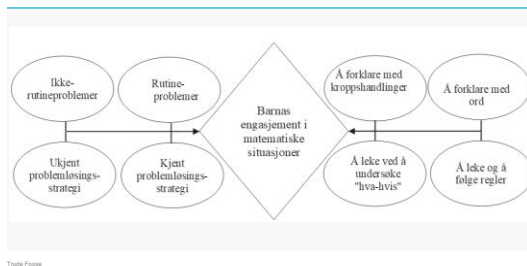 Ikke-
rutineproblemer
Rutine-
problemer
Barnas
engasjement i
matematiske
situasjoner
Å forklare med
kroppshandlinger
Å forklare med
ord
Ukjent
problemløsings-
strategi
Kjent
problemløsings-
strategi
Å leke ved å
undersøke
"hva-hvis"
Å leke og å
følge regler
Trude Fosse